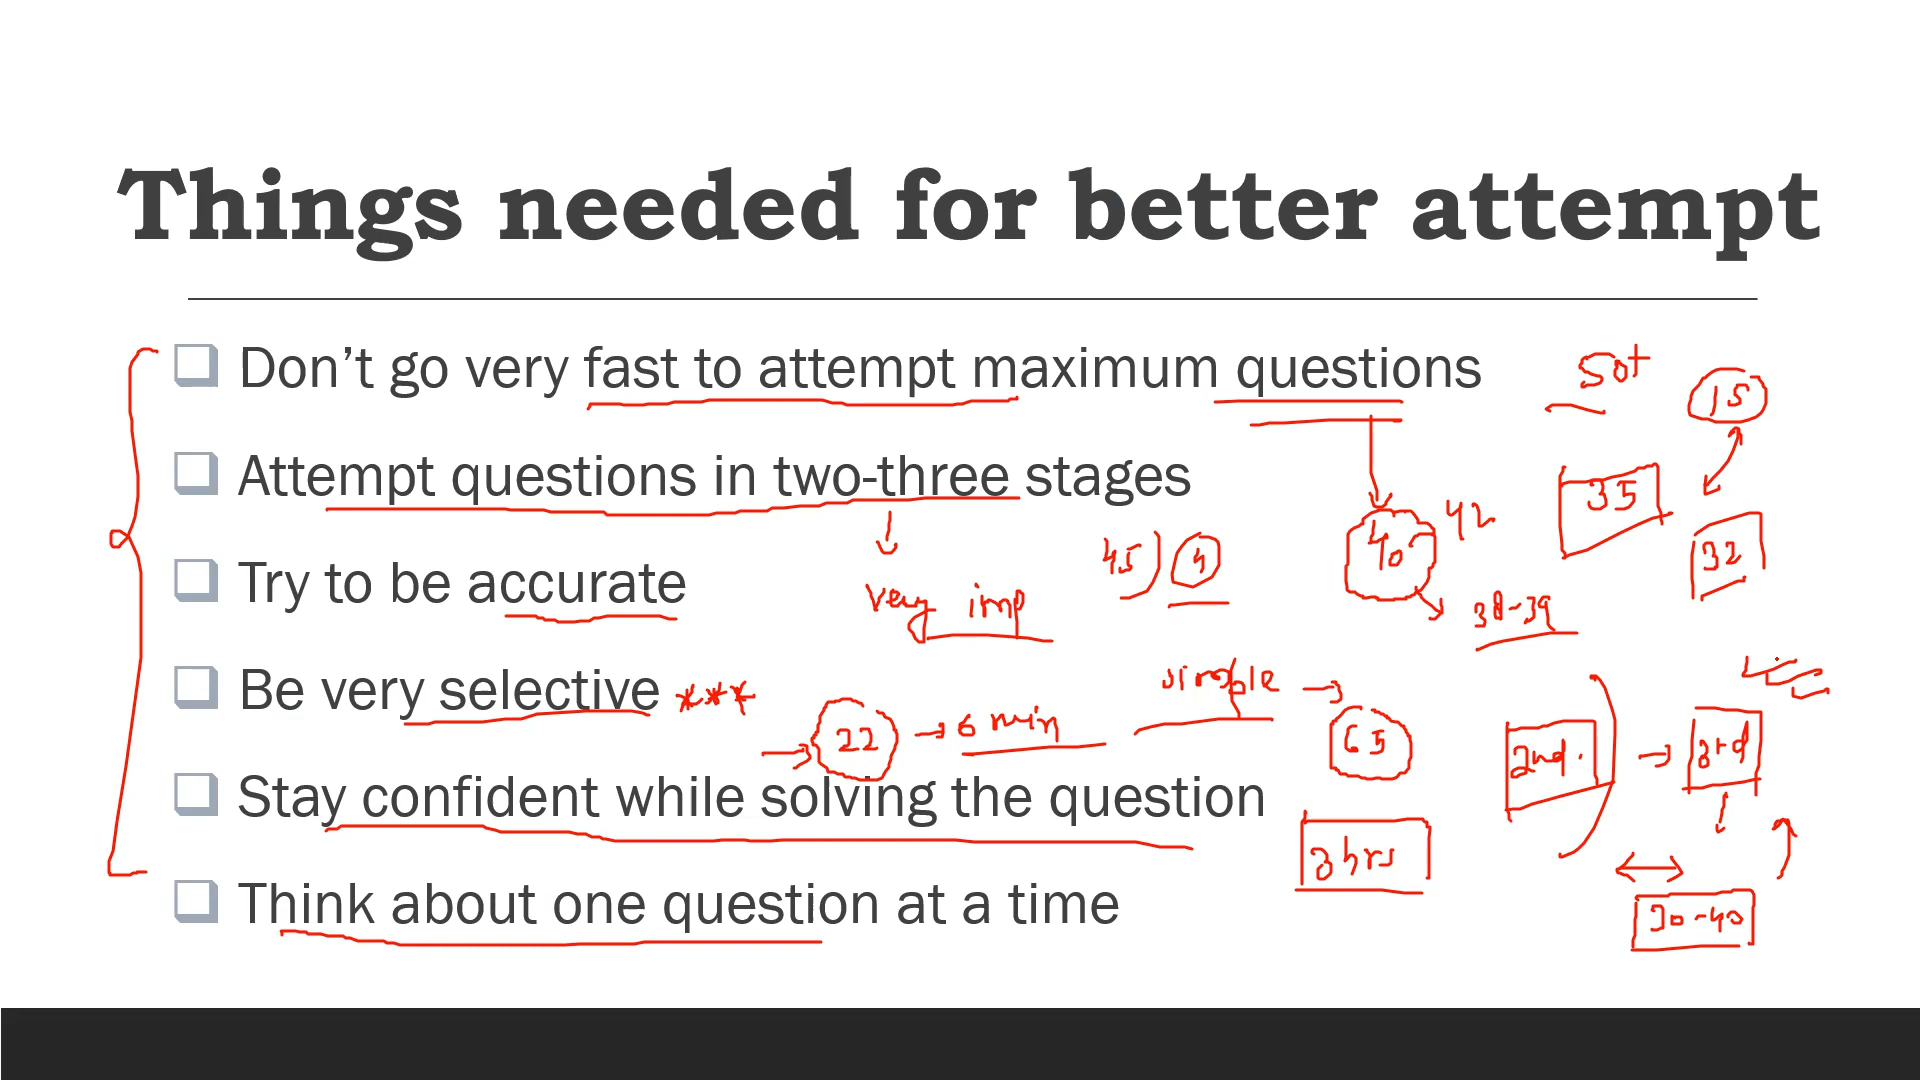 Things needed for better attempt
Don't go very fast to attempt maximum questions
50+
15
Attempt questions in two-three stages
35
40
42
45
4
32
Try to be accurate
very imp
38-39
Be very selective ***
simple →
22 → 6 min
65
2nd. → 3rd
Stay confident while solving the question
3 hrs
Think about one question at a time
30-40